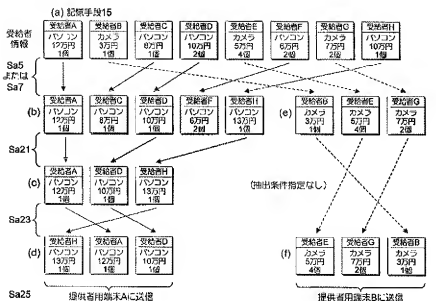 (a) 記憶手段15
受給者情報
受給者A 受給者B 受給者C 受給者D 受給者E 受給者F 受給者G 受給者H
パソコン カメラ パソコン パソコン カメラ パソコン カメラ パソコン
12万円 3万円 8万円 10万円 5万円 6万円 7万円 10万円
1個 1個 1個 2個 4個 2個 2個 1個
Sa5
または
Sa7
(b) 受給者A 受給者C 受給者D 受給者F 受給者H (e) 受給者B 受給者E 受給者G
パソコン パソコン パソコン パソコン パソコン カメラ カメラ カメラ
12万円 8万円 10万円 6万円 13万円 3万円 5万円 7万円
1個 1個 1個 2個 1個 1個 4個 2個
Sa21
(c) 受給者A 受給者D 受給者H
パソコン パソコン パソコン
12万円 10万円 13万円
1個 1個 1個
(抽出条件指定なし)
Sa23
(d) 受給者H 受給者A 受給者D (f) 受給者E 受給者G 受給者B
パソコン パソコン パソコン カメラ カメラ カメラ
13万円 12万円 10万円 5万円 7万円 3万円
1個 1個 1個 4個 2個 1個
Sa25 提供者用端末Aに送信 提供者用端末Bに送信